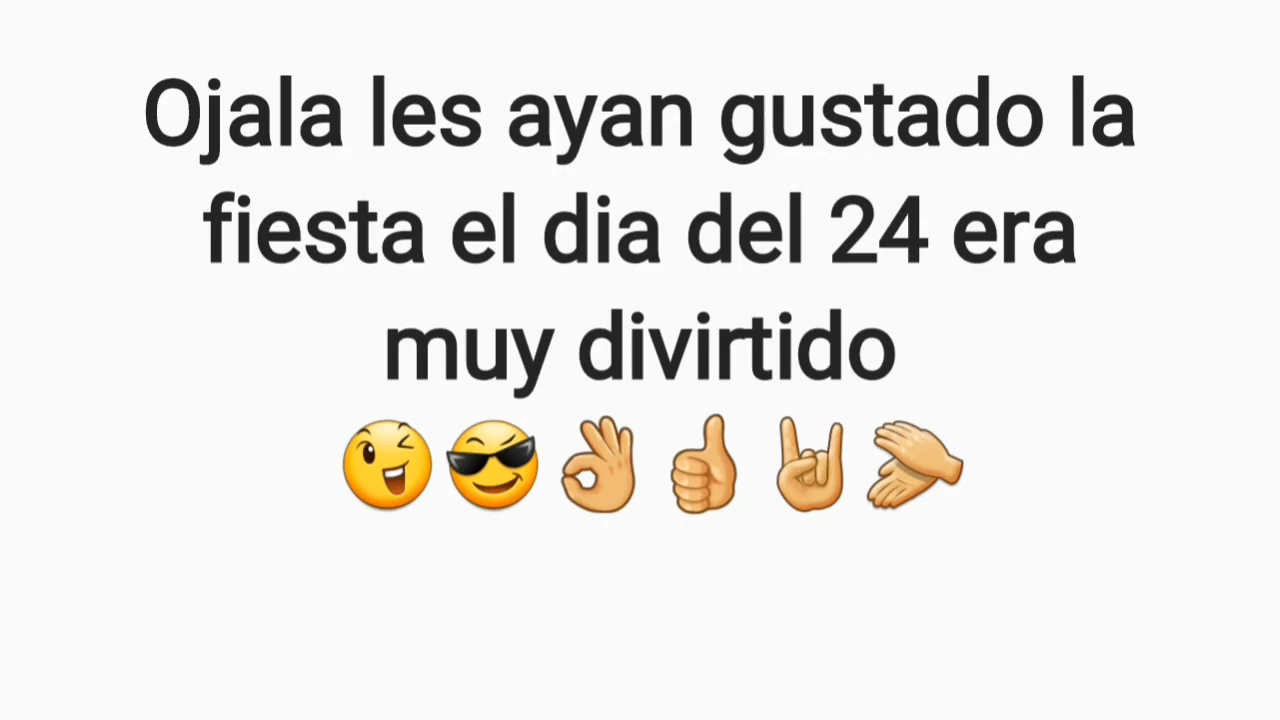 Ojala les ayan gustado la
fiesta el dia del 24 era
muy divirtido
😉😎👌👍🤘👏